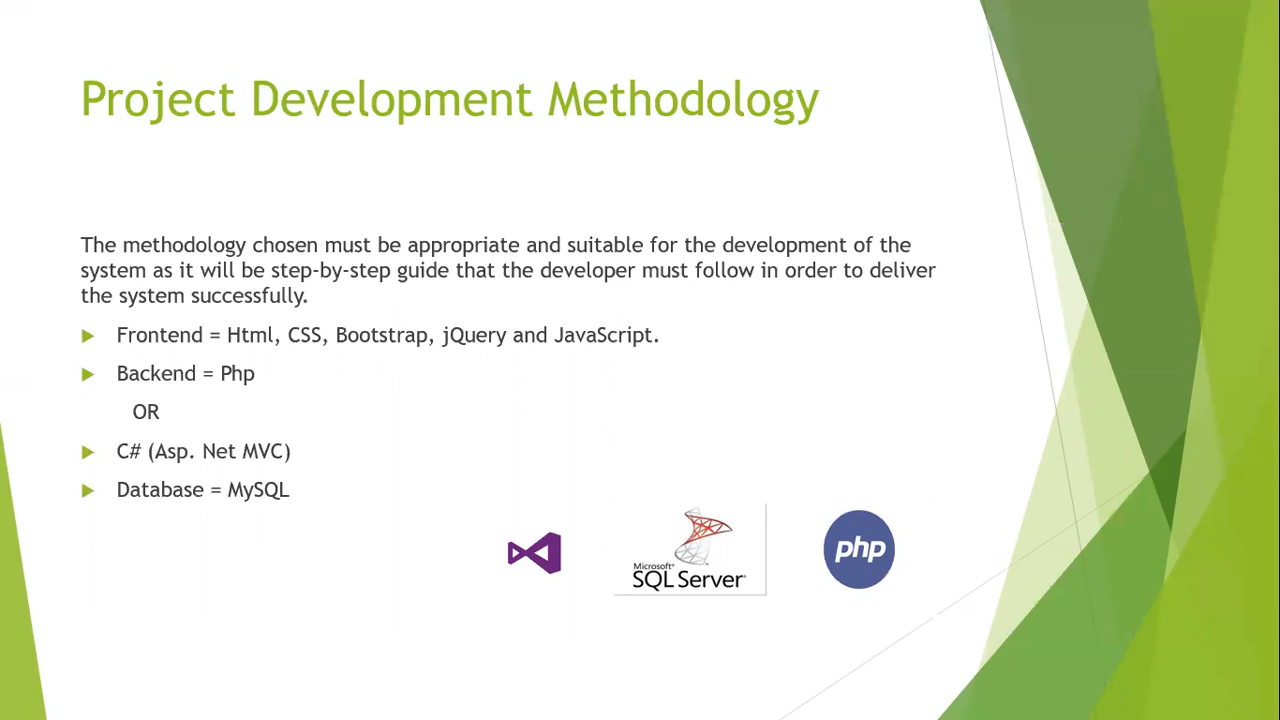 Project Development Methodology
The methodology chosen must be appropriate and suitable for the development of the
system as it will be step-by-step guide that the developer must follow in order to deliver
the system successfully.
Frontend = Html, CSS, Bootstrap, jQuery and JavaScript.
Backend = Php
OR
C# (Asp. Net MVC)
Database = MySQL
Microsoft®
SQL Server®
php